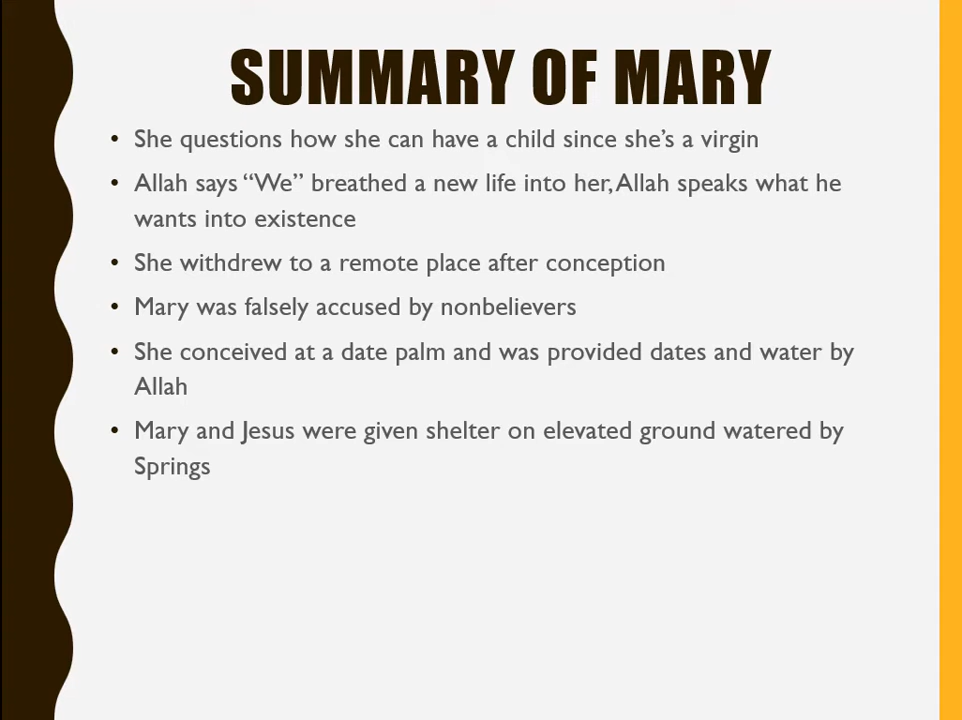 SUMMARY OF MARY
• She questions how she can have a child since she’s a virgin
• Allah says “We” breathed a new life into her, Allah speaks what he
wants into existence
• She withdrew to a remote place after conception
• Mary was falsely accused by nonbelievers
• She conceived at a date palm and was provided dates and water by
Allah
• Mary and Jesus were given shelter on elevated ground watered by
Springs